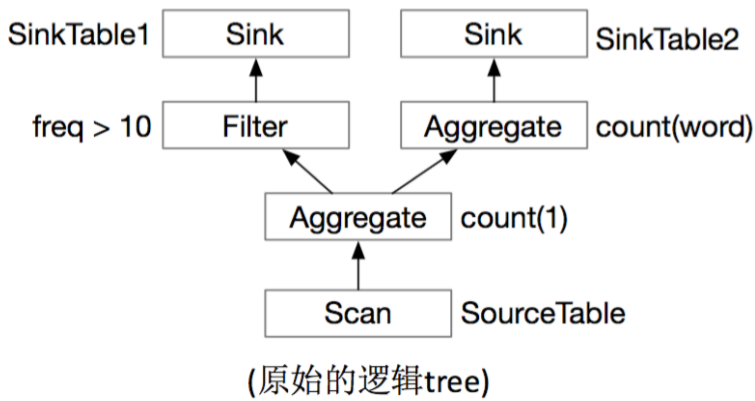 SinkTable1 Sink Sink SinkTable2
freq > 10 Filter Aggregate count(word)
Aggregate count(1)
Scan SourceTable
(原始的逻辑tree)